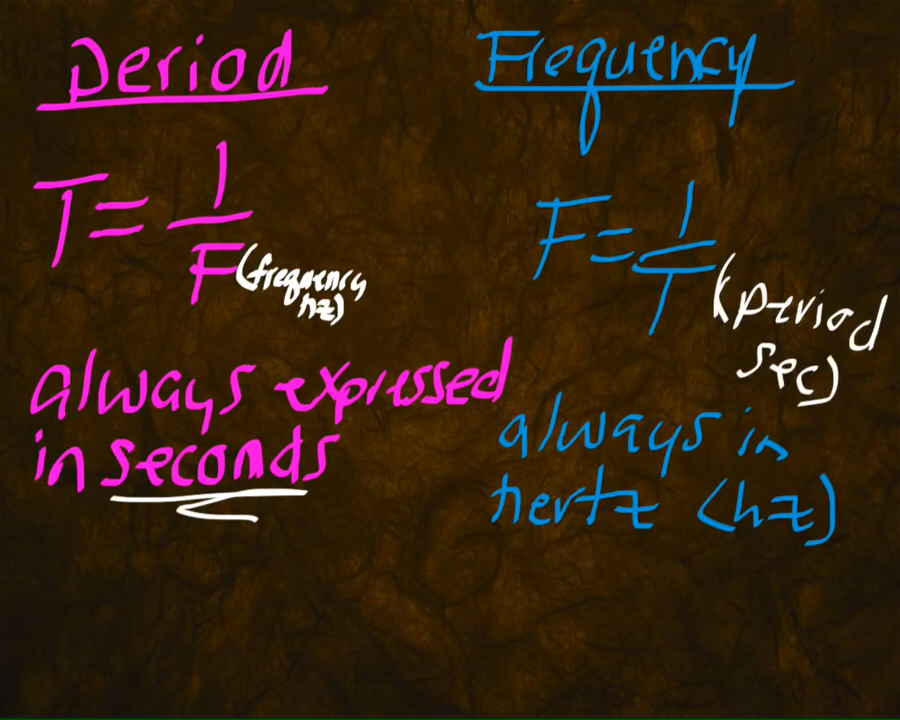 period
T = 1/F (frequency
hz)
always expressed
in seconds
Frequency
F = 1/T (period
sec)
always in
hertz (hz)